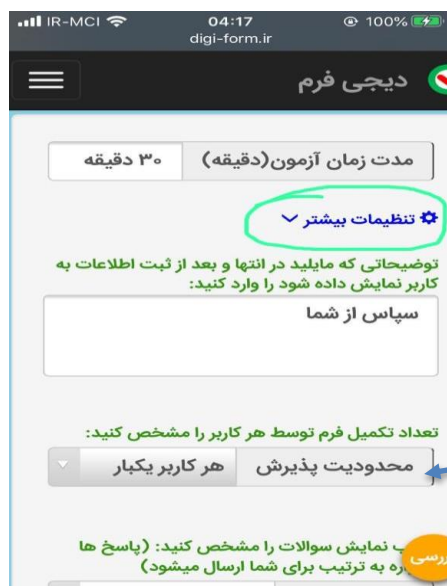 IR-MCI 04:17 100%
digi-form.ir
دیجی فرم
مدت زمان آزمون(دقیقه) ۳۰ دقیقه
تنظیمات بیشتر
توضیحاتی که مایلید در انتها و بعد از ثبت اطلاعات به
کاربر نمایش داده شود را وارد کنید:
سپاس از شما
تعداد تکمیل فرم توسط هر کاربر را مشخص کنید:
محدودیت پذیرش هر کاربر یکبار
نمایش سوالات را مشخص کنید: (پاسخ ها
به ترتیب برای شما ارسال میشود)